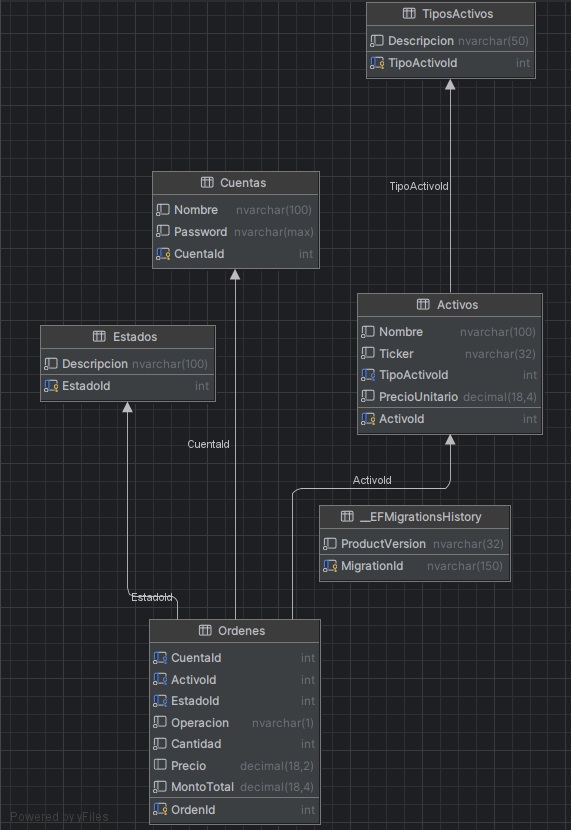 TiposActivos
Descripcion nvarchar(50)
TipoActivoId int
TipoActivoId
Cuentas
Nombre nvarchar(100)
Password nvarchar(max)
CuentaId int
Activos
Nombre nvarchar(100)
Ticker nvarchar(32)
TipoActivoId int
PrecioUnitario decimal(18,4)
ActivoId int
Estados
Descripcion nvarchar(100)
EstadoId int
CuentaId
ActivoId
__EFMigrationsHistory
ProductVersion nvarchar(32)
MigrationId nvarchar(150)
EstadoId
Ordenes
CuentaId int
ActivoId int
EstadoId int
Operacion nvarchar(1)
Cantidad int
Precio decimal(18,2)
MontoTotal decimal(18,4)
OrdenId int
Powered by yFiles